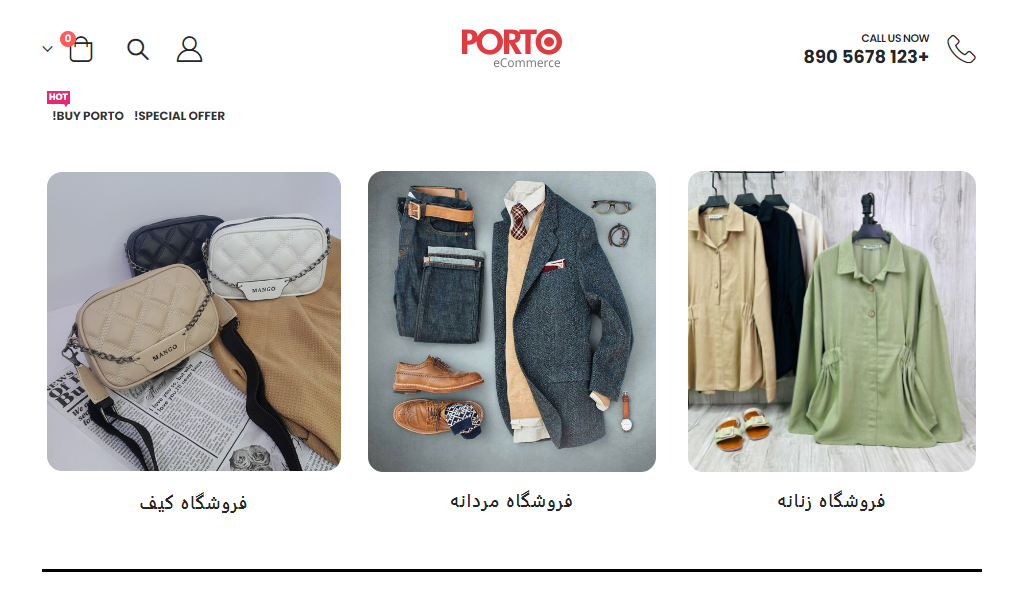 0
PORTO
eCommerce
CALL US NOW
890 5678 123+
HOT
!BUY PORTO
!SPECIAL OFFER
MANGO
MANGO
فروشگاه کیف
فروشگاه مردانه
فروشگاه زنانه